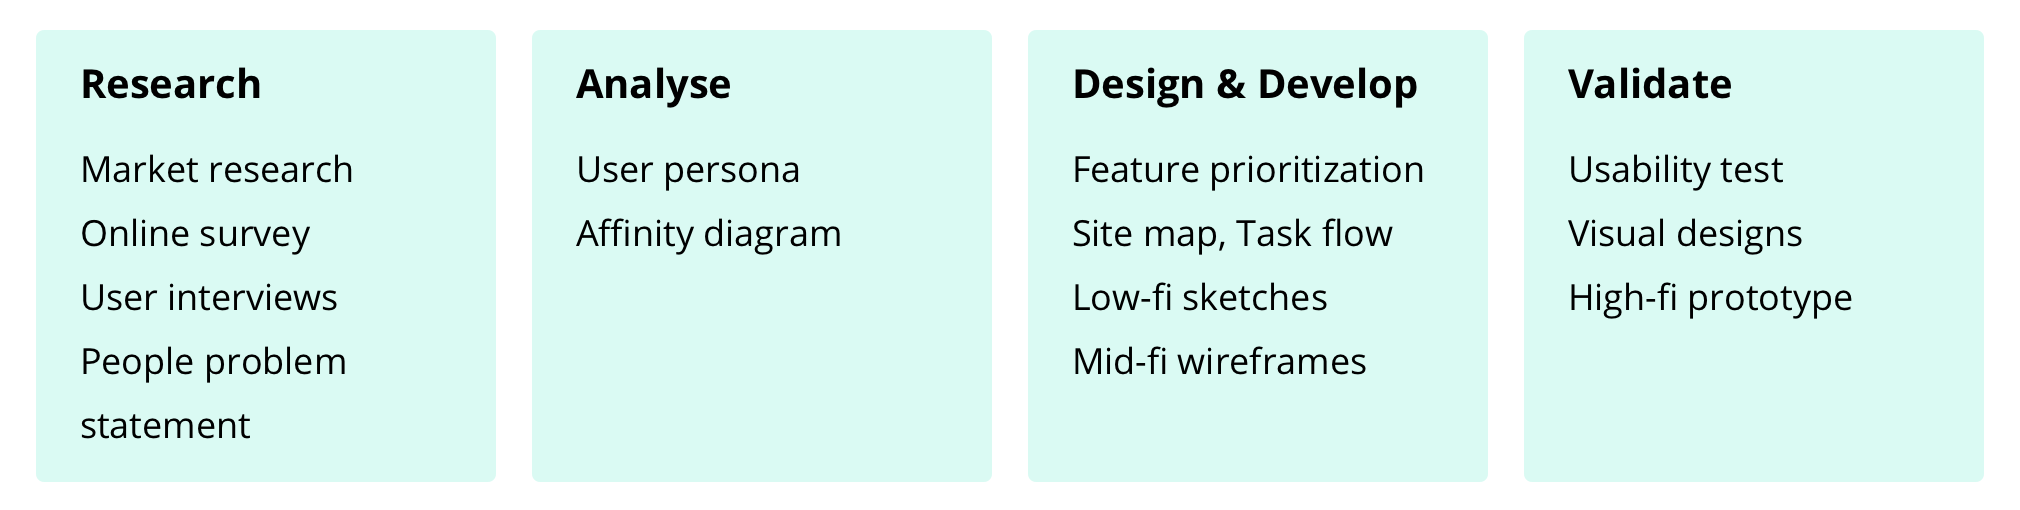 Research
Market research
Online survey
User interviews
People problem
statement
Analyse
User persona
Affinity diagram
Design & Develop
Feature prioritization
Site map, Task flow
Low-fi sketches
Mid-fi wireframes
Validate
Usability test
Visual designs
High-fi prototype